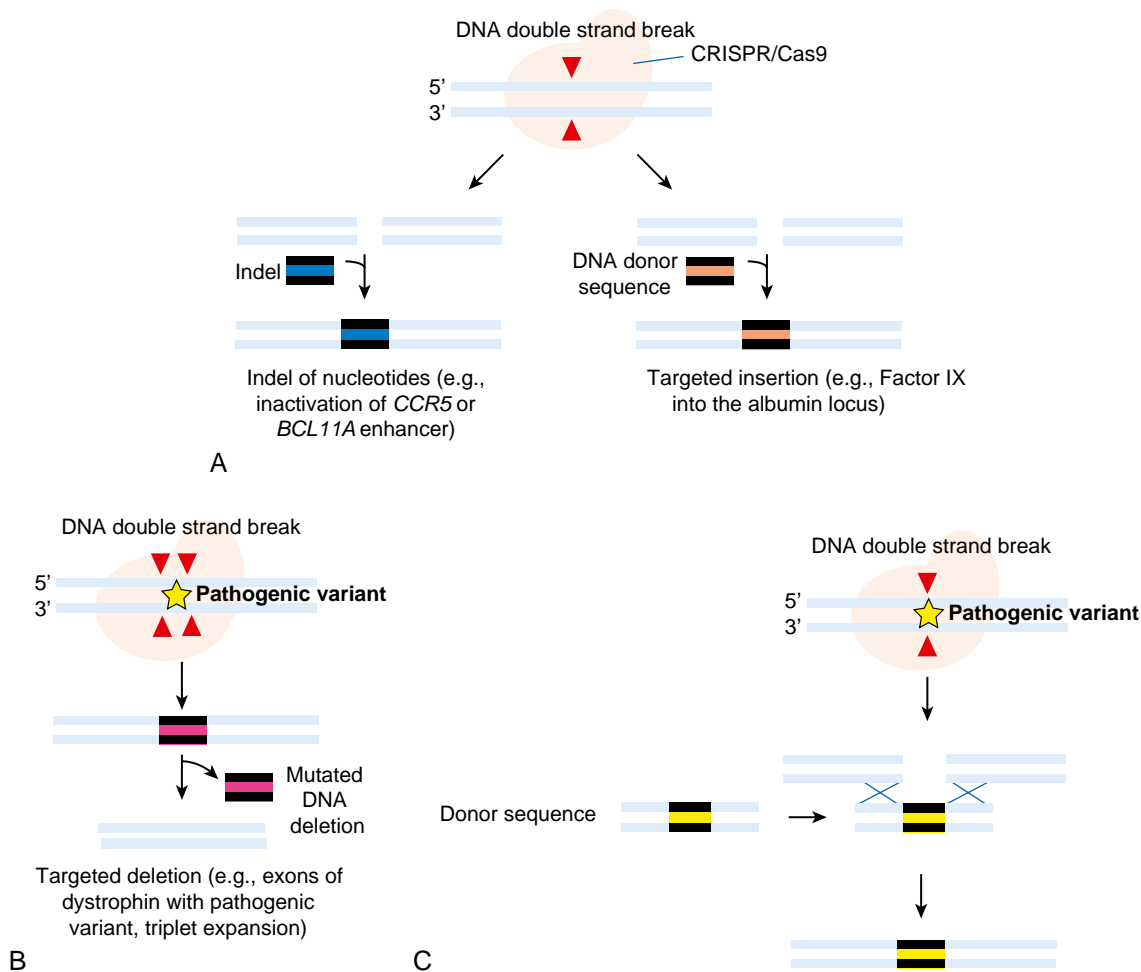 DNA double strand break
CRISPR/Cas9
5’
3’
Indel
DNA donor
sequence
Indel of nucleotides (e.g.,
inactivation of CCR5 or
BCL11A enhancer)
Targeted insertion (e.g., Factor IX
into the albumin locus)
A
DNA double strand break
5’
3’
Pathogenic variant
Mutated
DNA
deletion
Targeted deletion (e.g., exons of
dystrophin with pathogenic
variant, triplet expansion)
B
DNA double strand break
5’
3’
Pathogenic variant
Donor sequence
C